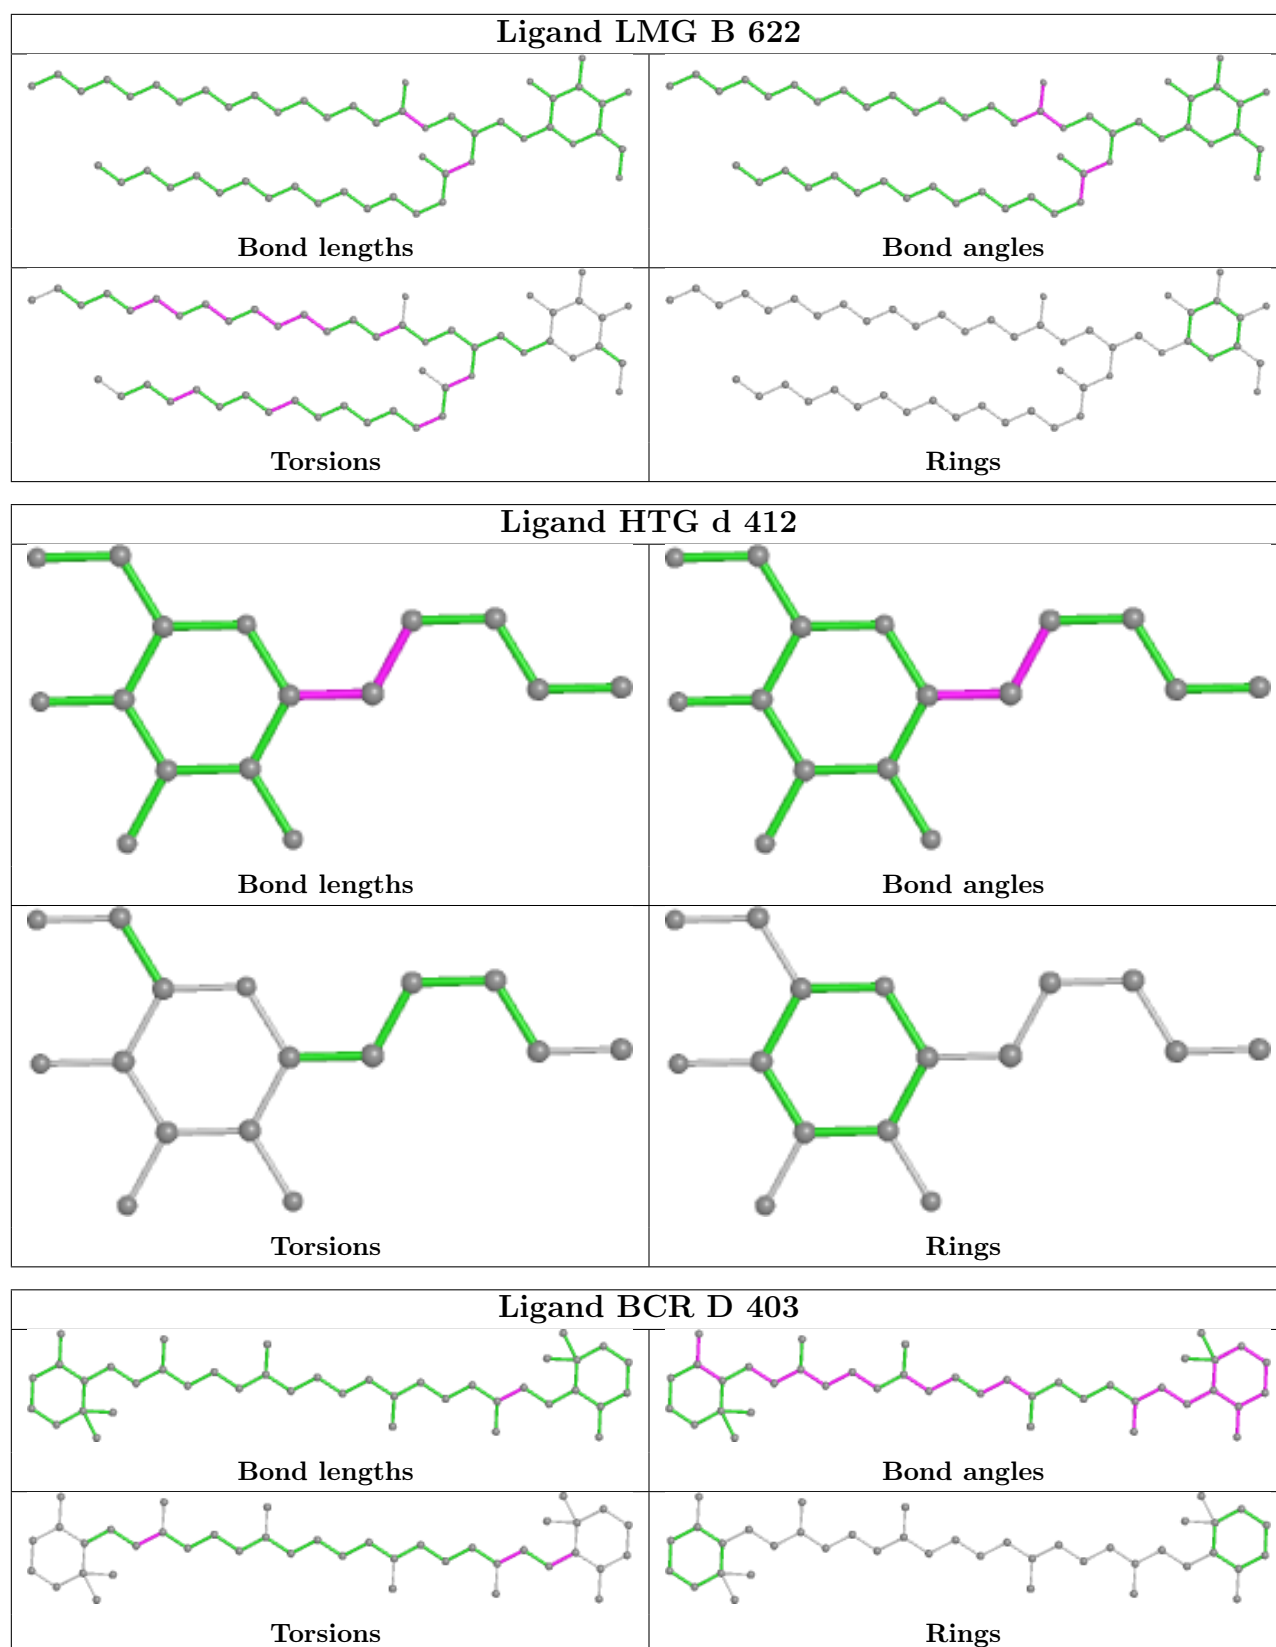 Ligand LMG B 622
Bond lengths
Bond angles
Torsions
Rings
Ligand HTG d 412
Bond lengths
Bond angles
Torsions
Rings
Ligand BCR D 403
Bond lengths
Bond angles
Torsions
Rings